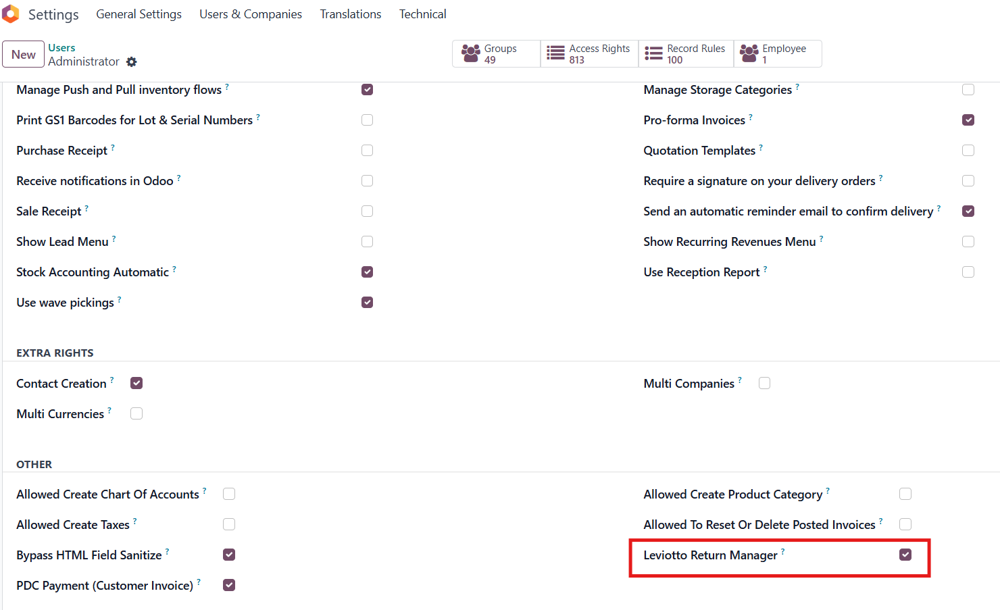 Settings General Settings Users & Companies Translations Technical
New Users Groups Access Rights Record Rules Employee
Administrator 49 813 100 1
Manage Push and Pull inventory flows ? Manage Storage Categories ?
Print GS1 Barcodes for Lot & Serial Numbers ? Pro-forma Invoices ?
Purchase Receipt ? Quotation Templates ?
Receive notifications in Odoo ? Require a signature on your delivery orders ?
Sale Receipt ? Send an automatic reminder email to confirm delivery ?
Show Lead Menu ? Show Recurring Revenues Menu ?
Stock Accounting Automatic ? Use Reception Report ?
Use wave pickings ?
EXTRA RIGHTS
Contact Creation ? Multi Companies ?
Multi Currencies ?
OTHER
Allowed Create Chart Of Accounts ? Allowed Create Product Category ?
Allowed Create Taxes ? Allowed To Reset Or Delete Posted Invoices ?
Bypass HTML Field Sanitize ? Leviotto Return Manager ?
PDC Payment (Customer Invoice) ?